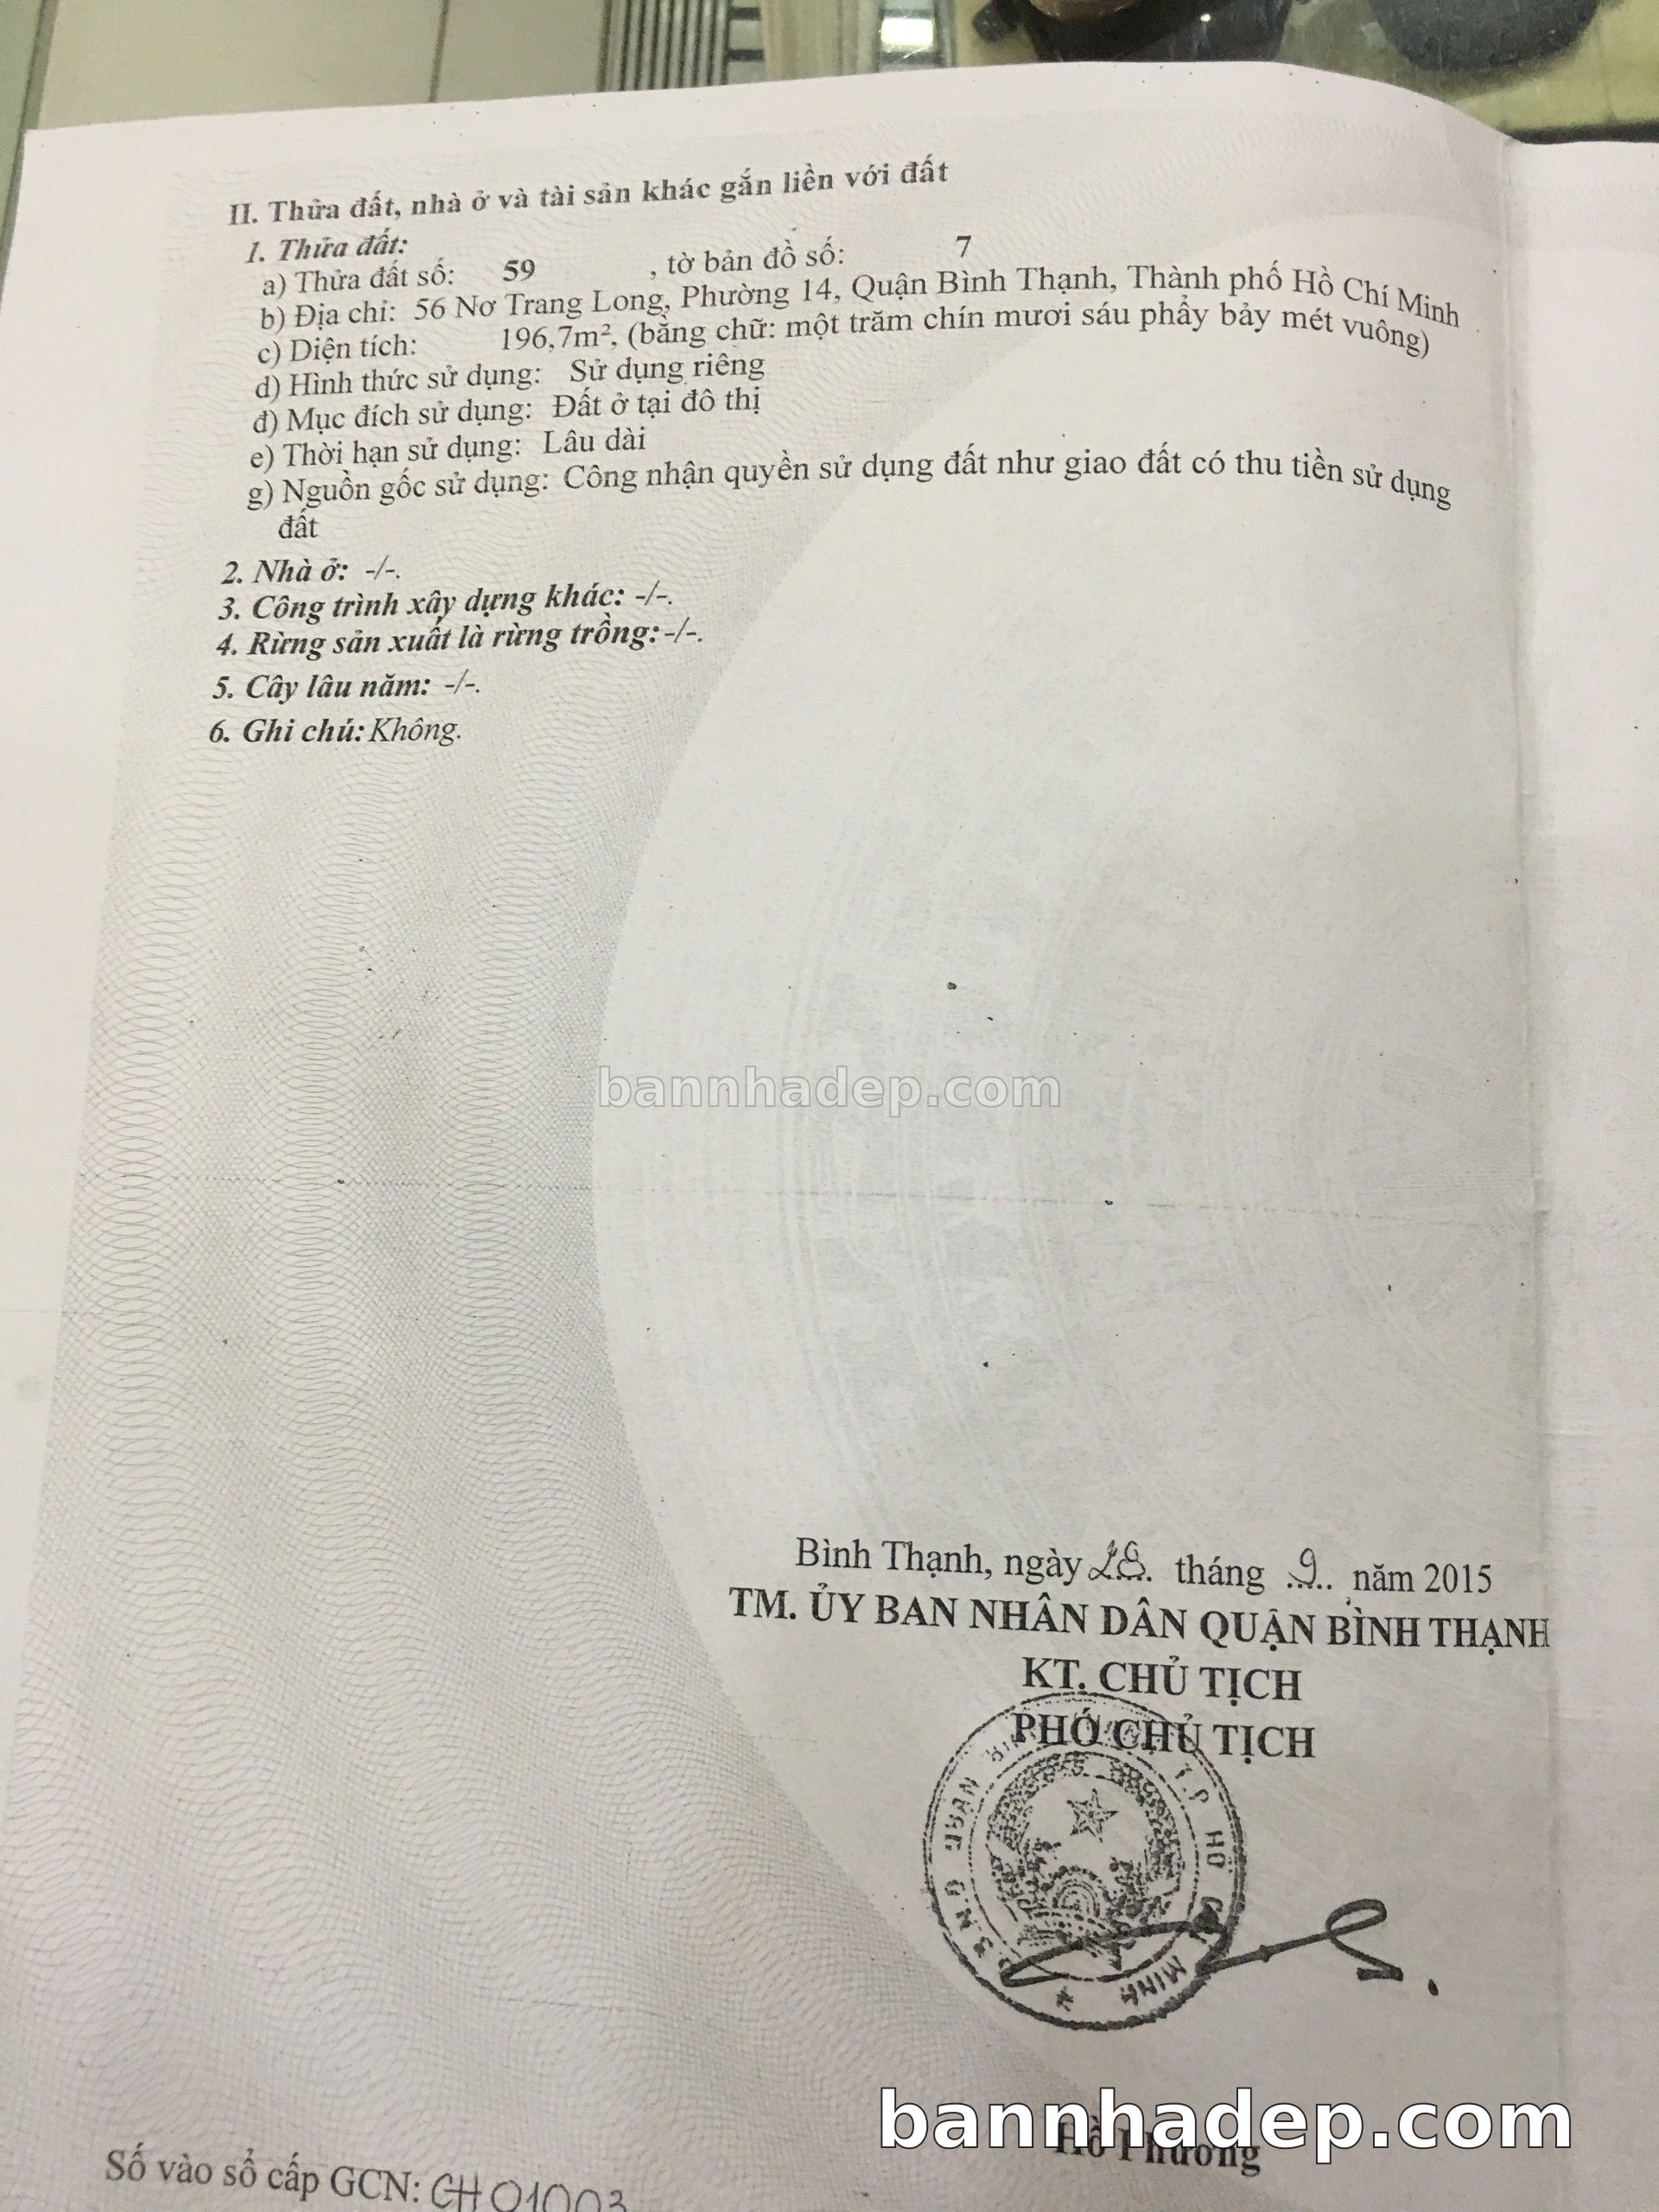 II. Thửa đất, nhà ở và tài sản khác gắn liền với đất
1. Thửa đất:
a) Thửa đất số: 59 , tờ bản đồ số: 7
b) Địa chỉ: 56 Nơ Trang Long, Phường 14, Quận Bình Thạnh, Thành phố Hồ Chí Minh
c) Diện tích: 196,7m², (bằng chữ: một trăm chín mươi sáu phẩy bảy mét vuông)
d) Hình thức sử dụng: Sử dụng riêng
đ) Mục đích sử dụng: Đất ở tại đô thị
e) Thời hạn sử dụng: Lâu dài
g) Nguồn gốc sử dụng: Công nhận quyền sử dụng đất như giao đất có thu tiền sử dụng
đất
2. Nhà ở: -/-.
3. Công trình xây dựng khác: -/-.
4. Rừng sản xuất là rừng trồng: -/-.
5. Cây lâu năm: -/-.
6. Ghi chú: Không.
bannhadep.com
Bình Thạnh, ngày 28 tháng 9 năm 2015
TM. ỦY BAN NHÂN DÂN QUẬN BÌNH THẠNH
KT. CHỦ TỊCH
PHÓ CHỦ TỊCH
T.P HỒ CHÍ MINH
bannhadep.com
Hồ Phương
Số vào sổ cấp GCN: CH01003